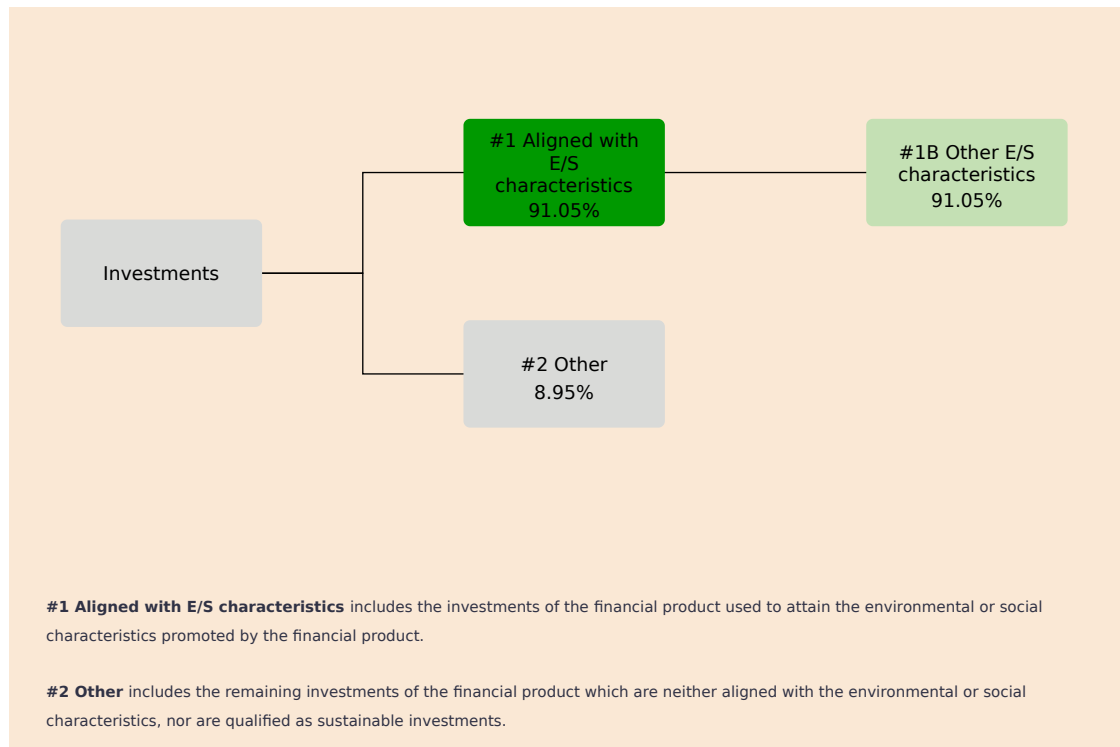 #1 Aligned with
E/S
characteristics
91.05%
#1B Other E/S
characteristics
91.05%
Investments
#2 Other
8.95%
#1 Aligned with E/S characteristics includes the investments of the financial product used to attain the environmental or social
characteristics promoted by the financial product.
#2 Other includes the remaining investments of the financial product which are neither aligned with the environmental or social
characteristics, nor are qualified as sustainable investments.